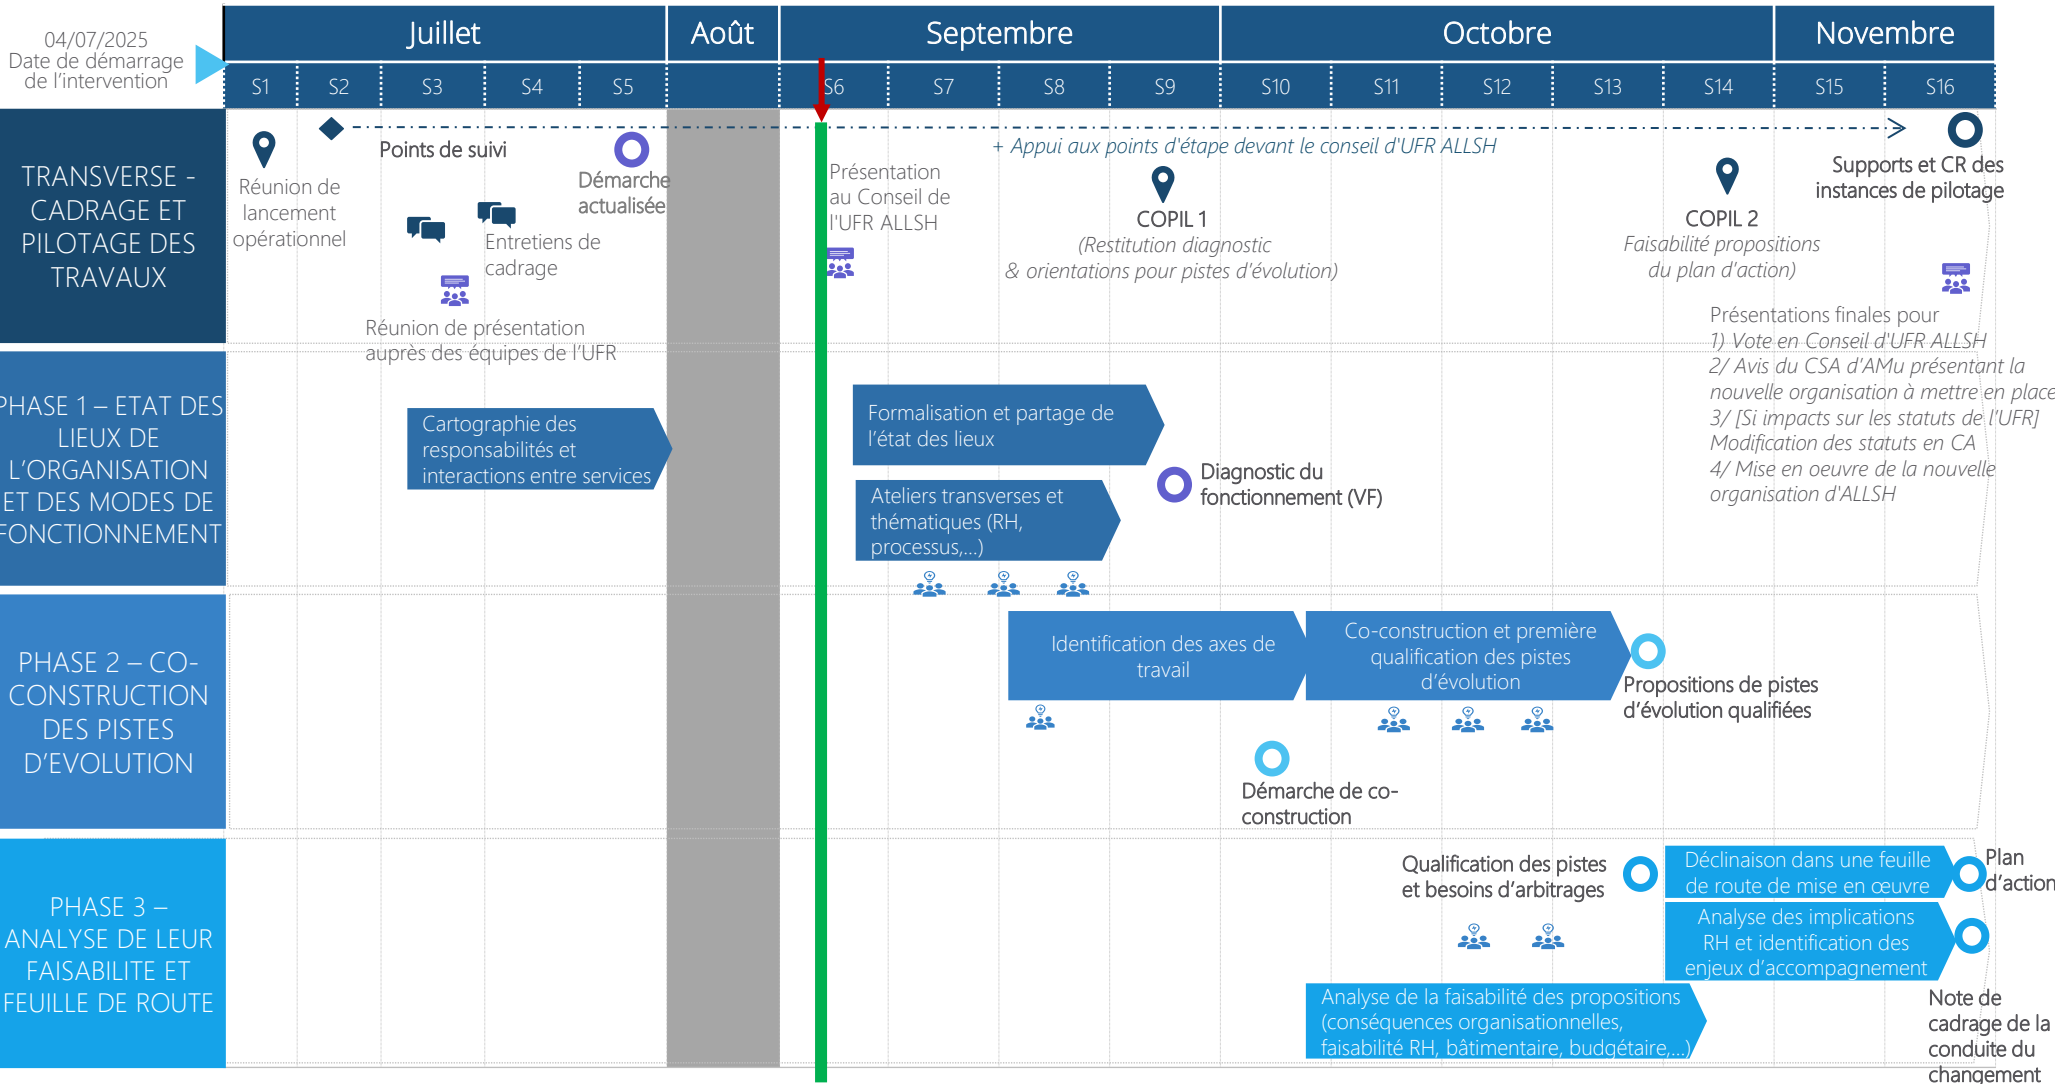 04/07/2025
Date de démarrage
de l'intervention
Juillet
Août
Septembre
Octobre
Novembre
S1
S2
S3
S4
S5
S6
S7
S8
S9
S10
S11
S12
S13
S14
S15
S16
TRANSVERSE -
CADRAGE ET
PILOTAGE DES
TRAVAUX
Réunion de
lancement
opérationnel
Points de suivi
Entretiens de
cadrage
Réunion de présentation
auprès des équipes de l'UFR
Démarche
actualisée
+ Appui aux points d'étape devant le conseil d'UFR ALLSH
Présentation
au Conseil de
l'UFR ALLSH
COPIL 1
(Restitution diagnostic
& orientations pour pistes d'évolution)
COPIL 2
Faisabilité propositions
du plan d'action)
Supports et CR des
instances de pilotage
Présentations finales pour
1) Vote en Conseil d'UFR ALLSH
2/ Avis du CSA d'AMu présentant la
nouvelle organisation à mettre en place
3/ [Si impacts sur les statuts de l'UFR]
Modification des statuts en CA
4/ Mise en oeuvre de la nouvelle
organisation d'ALLSH
PHASE 1 – ETAT DES
LIEUX DE
L'ORGANISATION
ET DES MODES DE
FONCTIONNEMENT
Cartographie des
responsabilités et
interactions entre services
Formalisation et partage de
l'état des lieux
Ateliers transverses et
thématiques (RH,
processus,...)
Diagnostic du
fonctionnement (VF)
PHASE 2 – CO-
CONSTRUCTION
DES PISTES
D'EVOLUTION
Identification des axes de
travail
Co-construction et première
qualification des pistes
d'évolution
Propositions de pistes
d'évolution qualifiées
Démarche de co-
construction
PHASE 3 –
ANALYSE DE LEUR
FAISABILITE ET
FEUILLE DE ROUTE
Qualification des pistes
et besoins d'arbitrages
Déclinaison dans une feuille
de route de mise en œuvre
Plan
d'action
Analyse des implications
RH et identification des
enjeux d'accompagnement
Analyse de la faisabilité des propositions
(conséquences organisationnelles,
faisabilité RH, bâtimentaire, budgétaire,...)
Note de
cadrage de la
conduite du
changement